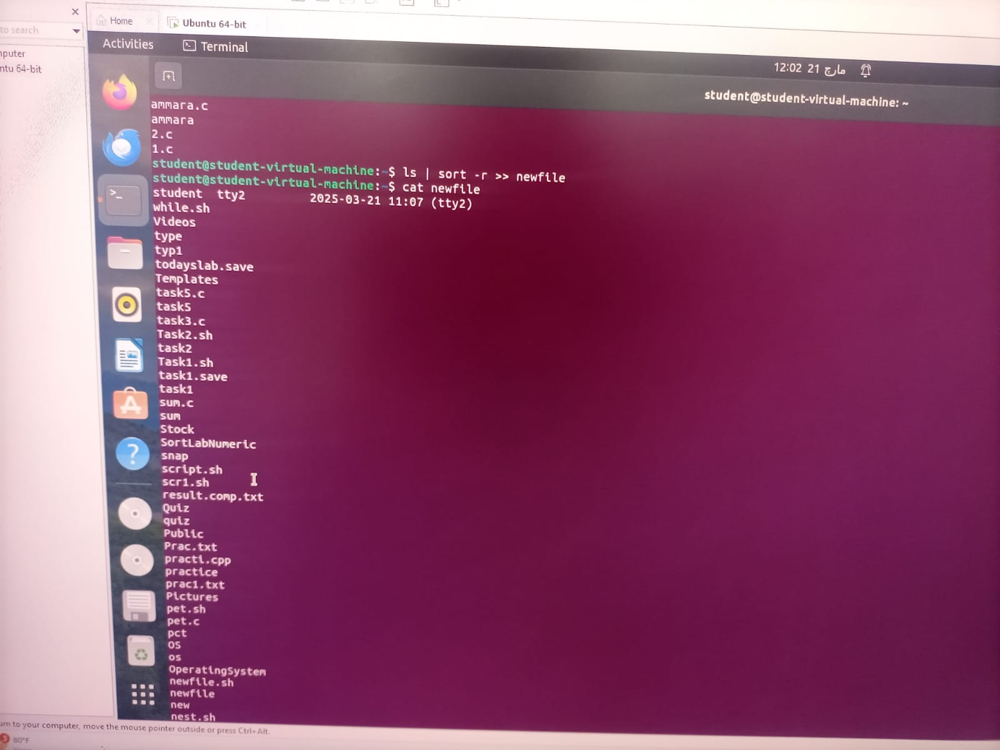 to search
Home
Ubuntu 64-bit
Activities
Terminal
12:02 21 مارچ
student@student-virtual-machine: ~
ammara.c
ammara
2.c
1.c
student@student-virtual-machine:~$ ls | sort -r >> newfile
student@student-virtual-machine:~$ cat newfile
student tty2 2025-03-21 11:07 (tty2)
while.sh
Videos
type
typ1
todayslab.save
Templates
task5.c
task5
task3.c
Task2.sh
task2
Task1.sh
task1.save
task1
sum.c
sum
Stock
SortLabNumeric
snap
script.sh
scr1.sh
result.comp.txt
Quiz
quiz
Public
Prac.txt
practi.cpp
practice
prac1.txt
Pictures
pet.sh
pet.c
pct
OS
os
OperatingSystem
newfile.sh
newfile
new
nest.sh
to your computer, move the mouse pointer outside or press Ctrl+Alt.
80°F